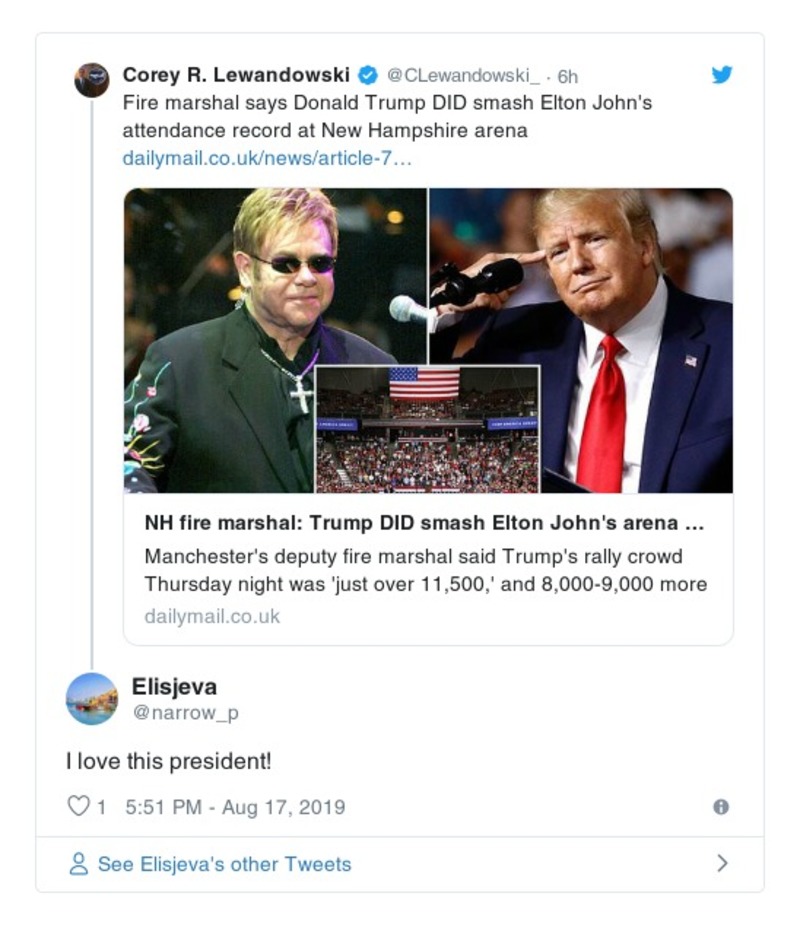 Corey R. Lewandowski @CLewandowski_ · 6h
Fire marshal says Donald Trump DID smash Elton John's
attendance record at New Hampshire arena
dailymail.co.uk/news/article-7…
NH fire marshal: Trump DID smash Elton John's arena ...
Manchester's deputy fire marshal said Trump's rally crowd
Thursday night was 'just over 11,500,' and 8,000-9,000 more
dailymail.co.uk
Elisjeva
@narrow_p
I love this president!
1 5:51 PM - Aug 17, 2019
See Elisjeva's other Tweets